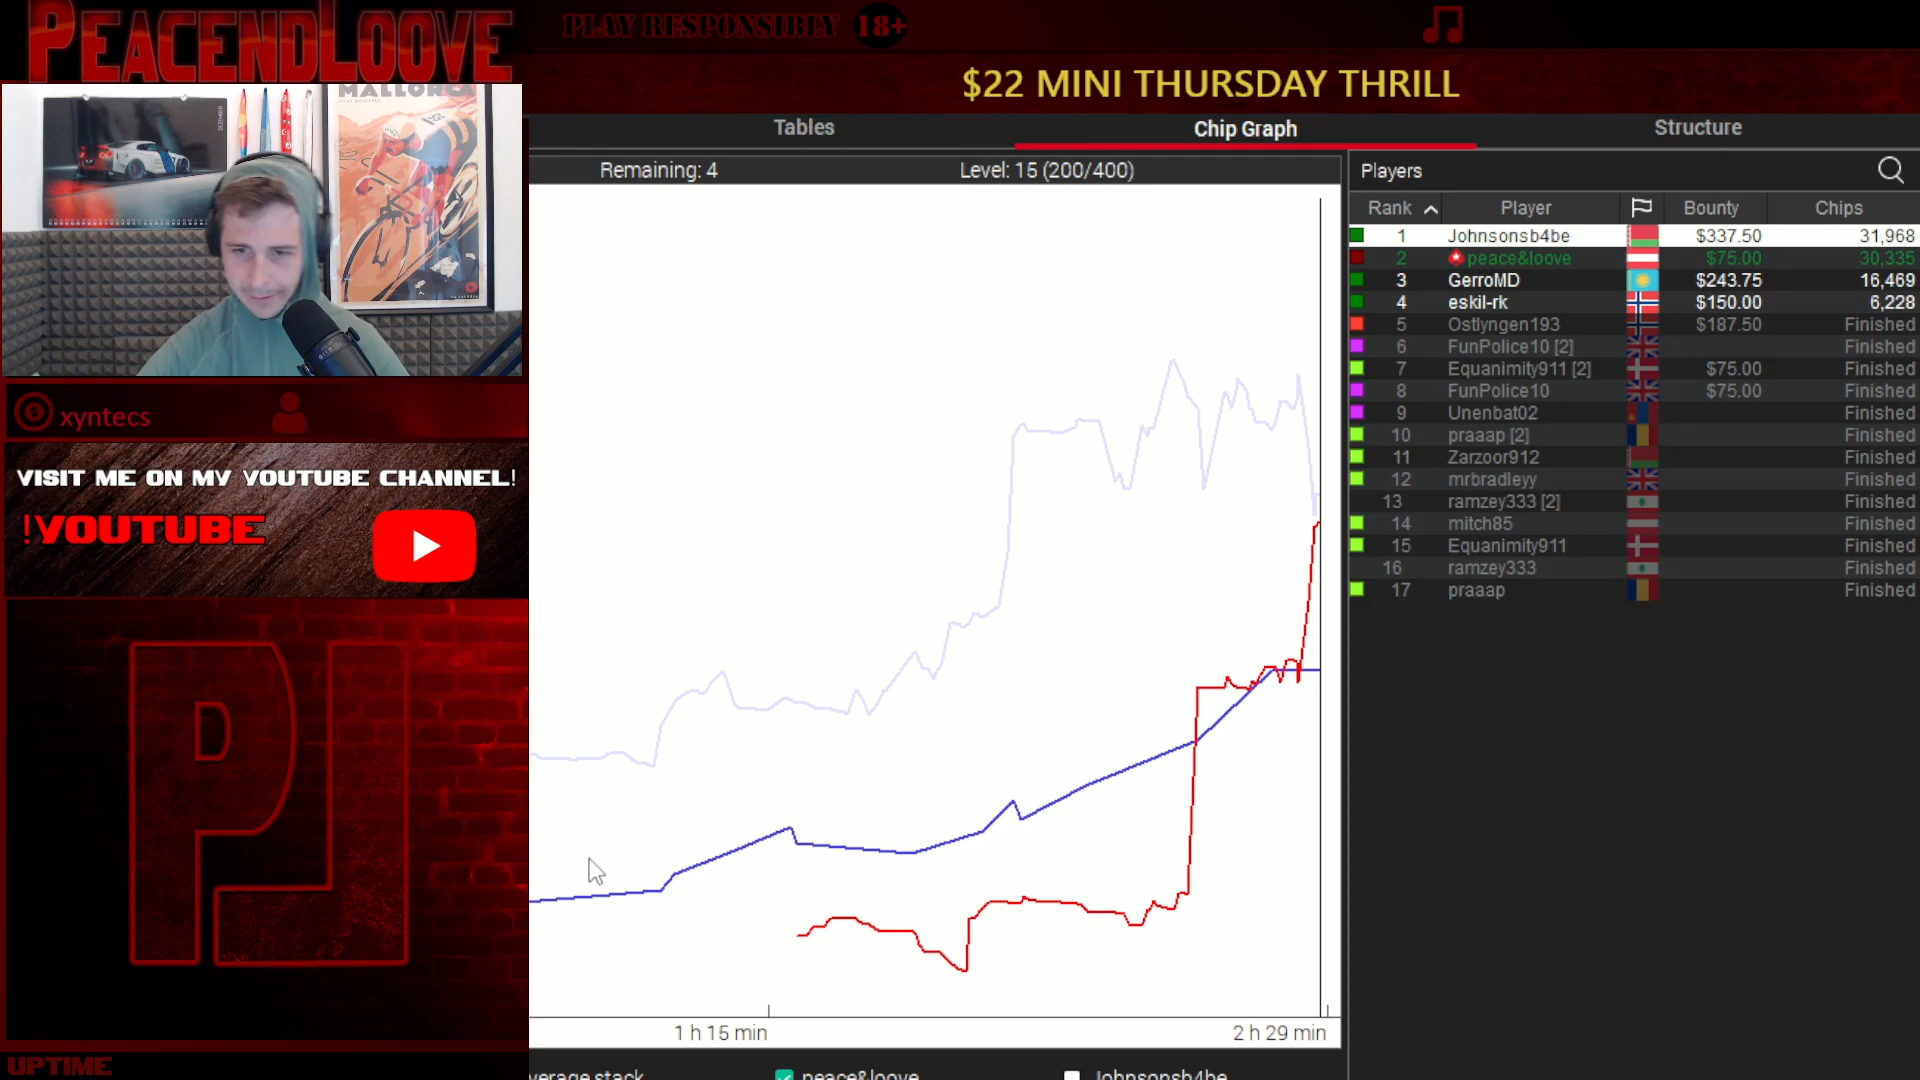 PEACENDLOOVE
PLAY RESPONSIBLY 18+
$22 MINI THURSDAY THRILL
MALLORCA
DEZEMBER
Tables
Chip Graph
Structure
Remaining: 4
Level: 15 (200/400)
Players
Rank Player Bounty Chips
1 Johnsonsb4be $337.50 31,968
2 peace&loove $75.00 30,335
3 GerroMD $243.75 16,469
4 eskil-rk $150.00 6,228
5 Ostlyngen193 $187.50 Finished
6 FunPolice10 [2] Finished
7 Equanimity911 [2] $75.00 Finished
8 FunPolice10 $75.00 Finished
9 Unenbat02 Finished
10 praaap [2] Finished
11 Zarzoor912 Finished
12 mrbradleyy Finished
13 ramzey333 [2] Finished
14 mitch85 Finished
15 Equanimity911 Finished
16 ramzey333 Finished
17 praaap Finished
xyntecs
VISIT ME ON MY YOUTUBE CHANNEL!
!YOUTUBE
PL
1 h 15 min
2 h 29 min
verage stack
peace&loove
Johnsonsb4be
UPTIME